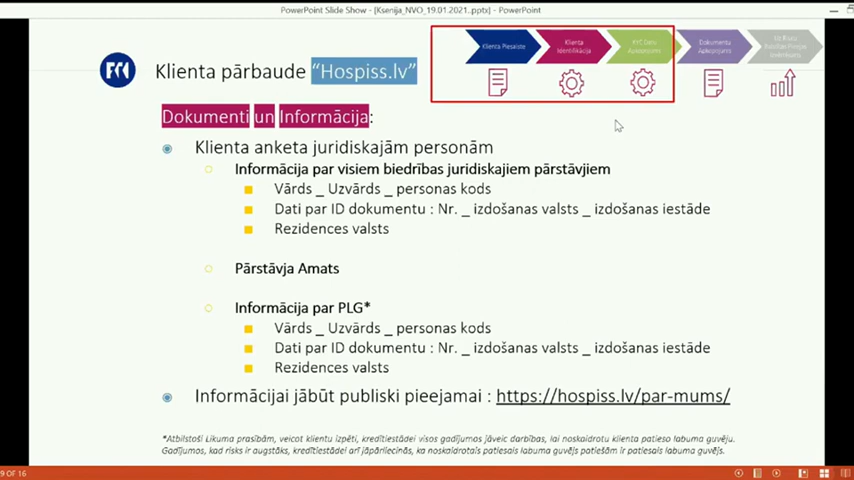 PowerPoint Slide Show - [Ksenija_NVO_19.01.2021.pptx] - PowerPoint
Klienta Piesaiste
Klienta
Identifikācija
KYC Datu
Dokumentu
Klienta pārbaude “Hospiss.lv”
Dokumenti un Informācija:
Klienta anketa juridiskajām personām
Informācija par visiem biedrības juridiskajiem pārstāvjiem
Vārds _ Uzvārds _ personas kods
Dati par ID dokumentu : Nr. _ izdošanas valsts _ izdošanas iestāde
Rezidences valsts
Pārstāvja Amats
Informācija par PLG*
Vārds _ Uzvārds _ personas kods
Dati par ID dokumentu : Nr. _ izdošanas valsts _ izdošanas iestāde
Rezidences valsts
Informācijai jābūt publiski pieejamai : https://hospiss.lv/par-mums/
*Atbilstoši Likuma prasībām, veicot klientu izpēti, kredītiestādei visos gadījumos jāveic darbības, lai noskaidrotu klienta patieso labuma guvēju.
Gadījumos, kad risks ir augstāks, kredītiestādei arī jāpārliecinās, ka noskaidrotais patiesais labuma guvējs patiešām ir patiesais labuma guvējs.
9 OF 16